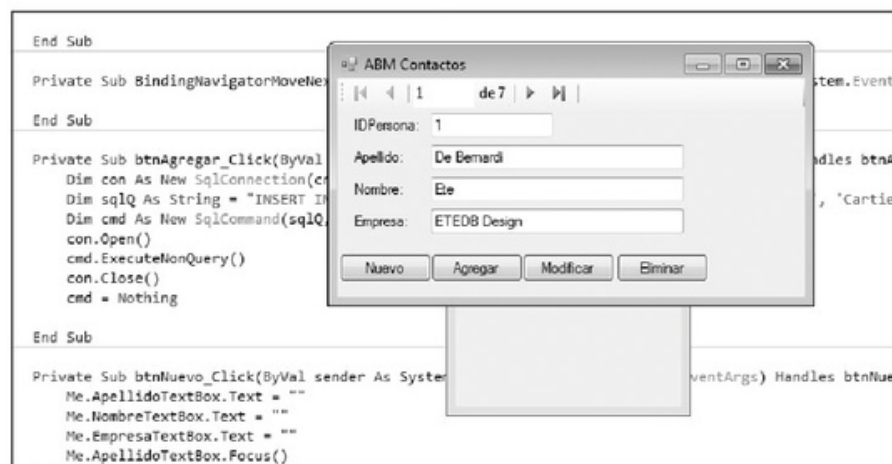 End Sub
Private Sub BindingNavigatorMoveNex
stem.Event
End Sub
Private Sub btnAgregar_Click(ByVal
ndles btnA
Dim con As New SqlConnection(cn
Dim sqlQ As String = "INSERT IN
', 'Cartie
Dim cmd As New SqlCommand(sqlQ,
con.Open()
cmd.ExecuteNonQuery()
con.Close()
cmd = Nothing
End Sub
Private Sub btnNuevo_Click(ByVal sender As System
ventArgs) Handles btnNue
Me.ApellidoTextBox.Text = ""
Me.NombreTextBox.Text = ""
Me.EmpresaTextBox.Text = ""
Me.ApellidoTextBox.Focus()
ABM Contactos
1 de 7
IDPersona: 1
Apellido: De Bernardi
Nombre: Ete
Empresa: ETEDB Design
Nuevo Agregar Modificar Eliminar